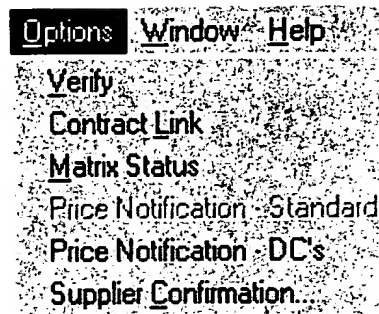 Options Window Help
Verify
Contract Link
Matrix Status
Price Notification - Standard
Price Notification - DC's
Supplier Confirmation...